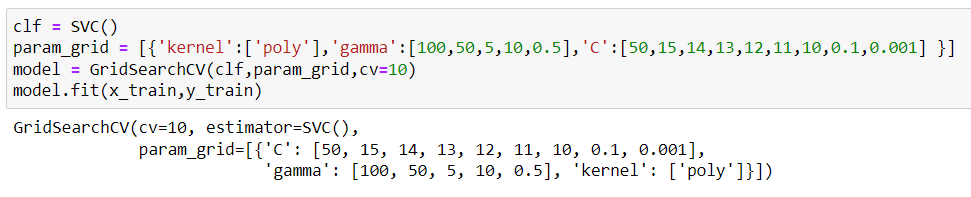 clf = SVC()
param_grid = [{'kernel':['poly'],'gamma':[100,50,5,10,0.5],'C':[50,15,14,13,12,11,10,0.1,0.001] }]
model = GridSearchCV(clf,param_grid,cv=10)
model.fit(x_train,y_train)
GridSearchCV(cv=10, estimator=SVC(),
param_grid=[{'C': [50, 15, 14, 13, 12, 11, 10, 0.1, 0.001],
'gamma': [100, 50, 5, 10, 0.5], 'kernel': ['poly']}])